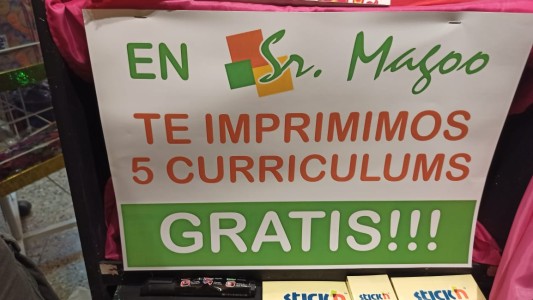 EN Sr. Magoo
TE IMPRIMIMOS
5 CURRICULUMS
GRATIS!!!
STICK'n STICK'n STICK'n